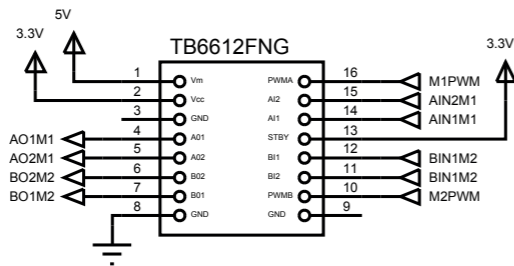 5V
3.3V
TB6612FNG
3.3V
1 Vm PWMA 16 M1PWM
2 Vcc AI2 15 AIN2M1
3 GND AI1 14 AIN1M1
AO1M1 4 A01 STBY 13
AO2M1 5 A02 BI1 12 BIN1M2
BO2M2 6 B02 BI2 11 BIN1M2
BO1M2 7 B01 PWMB 10 M2PWM
8 GND GND 9